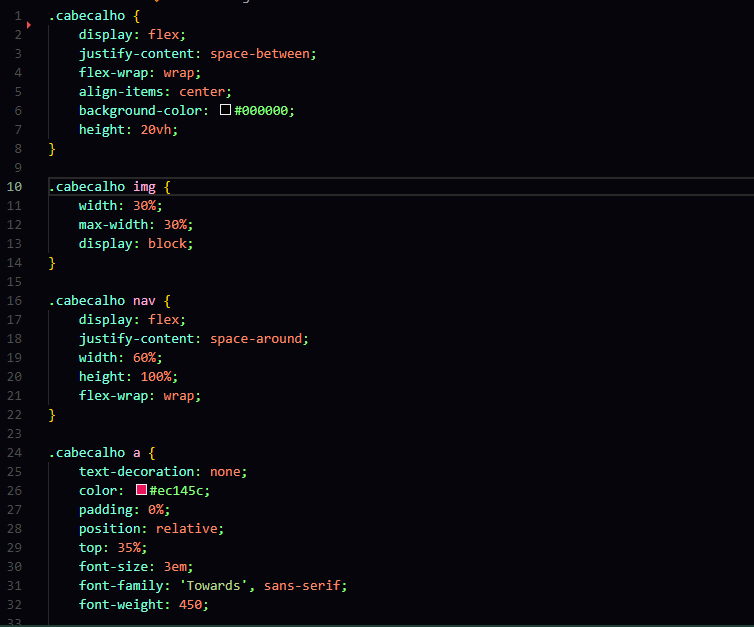 1 .cabecalho {
2 display: flex;
3 justify-content: space-between;
4 flex-wrap: wrap;
5 align-items: center;
6 background-color: #000000;
7 height: 20vh;
8 }
9
10 .cabecalho img {
11 width: 30%;
12 max-width: 30%;
13 display: block;
14 }
15
16 .cabecalho nav {
17 display: flex;
18 justify-content: space-around;
19 width: 60%;
20 height: 100%;
21 flex-wrap: wrap;
22 }
23
24 .cabecalho a {
25 text-decoration: none;
26 color: #ec145c;
27 padding: 0%;
28 position: relative;
29 top: 35%;
30 font-size: 3em;
31 font-family: 'Towards', sans-serif;
32 font-weight: 450;
33